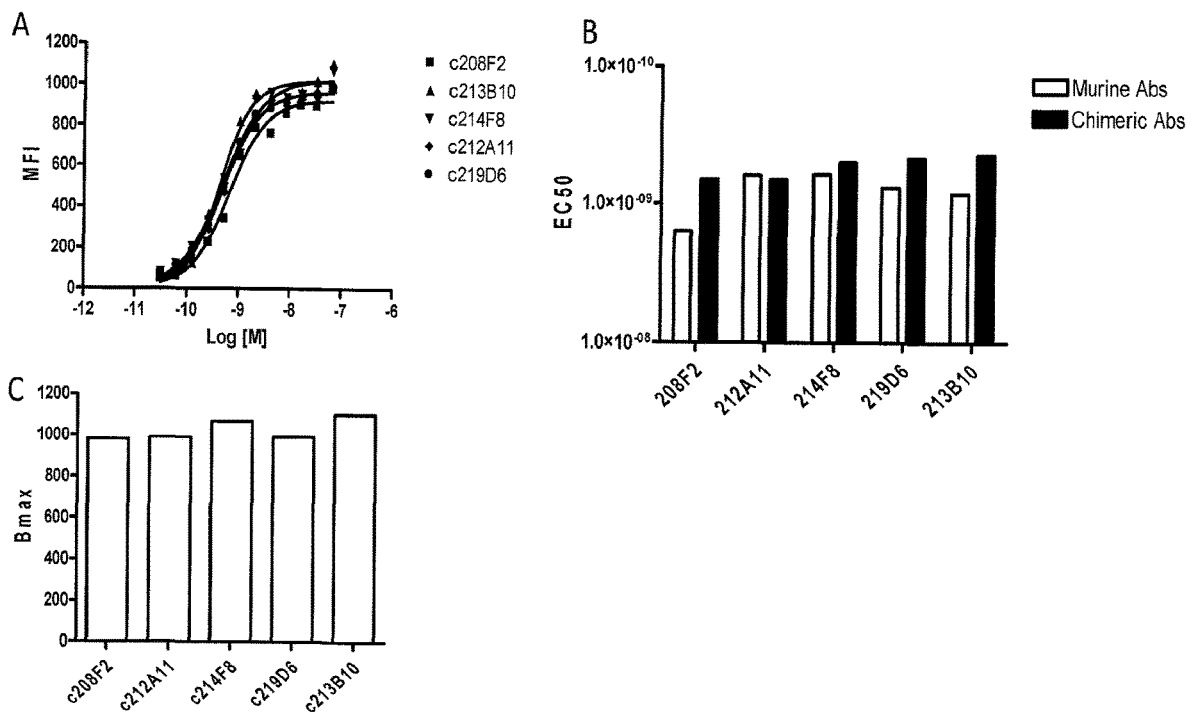 A
1200
1000
800
600
400
200
0
MFI
-12
-11
-10
-9
-8
-7
-6
Log [M]
c208F2
c213B10
c214F8
c212A11
c219D6
B
1.0×10-10
1.0×10-09
1.0×10-08
EC50
208F2
212A11
214F8
219D6
213B10
Murine Abs
Chimeric Abs
C
1200
1000
800
600
400
200
0
Bmax
c208F2
c212A11
c214F8
c219D6
c213B10